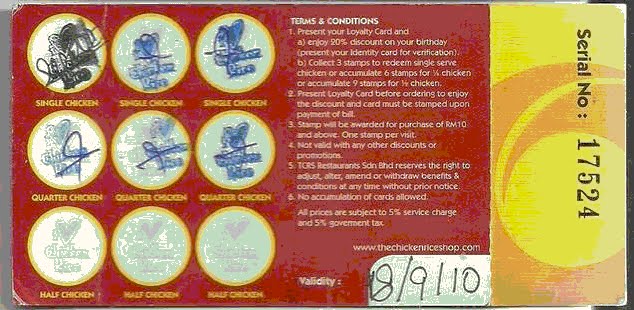 SINGLE CHICKEN SINGLE CHICKEN SINGLE CHICKEN
QUARTER CHICKEN QUARTER CHICKEN QUARTER CHICKEN
HALF CHICKEN HALF CHICKEN HALF CHICKEN
TERMS & CONDITIONS
1. Present your Loyalty Card and
a) enjoy 20% discount on your birthday
(present your Identity card for verification).
b) Collect 3 stamps to redeem single serve
chicken or accumulate 6 stamps for ¼ chicken
or accumulate 9 stamps for ½ chicken.
2. Present Loyalty Card before ordering to enjoy
the discount and card must be stamped upon
payment of bill.
3. Stamp will be awarded for purchase of RM10
and above. One stamp per visit.
4. Not valid with any other discounts or
promotions.
5. TCRS Restaurants Sdn Bhd reserves the right to
adjust, alter, amend or withdraw benefits &
conditions at any time without prior notice.
6. No accumulation of cards allowed.
All prices are subject to 5% service charge
and 5% goverment tax.
www.thechickenriceshop.com
Validity : 8/9/10
Serial No: 17524